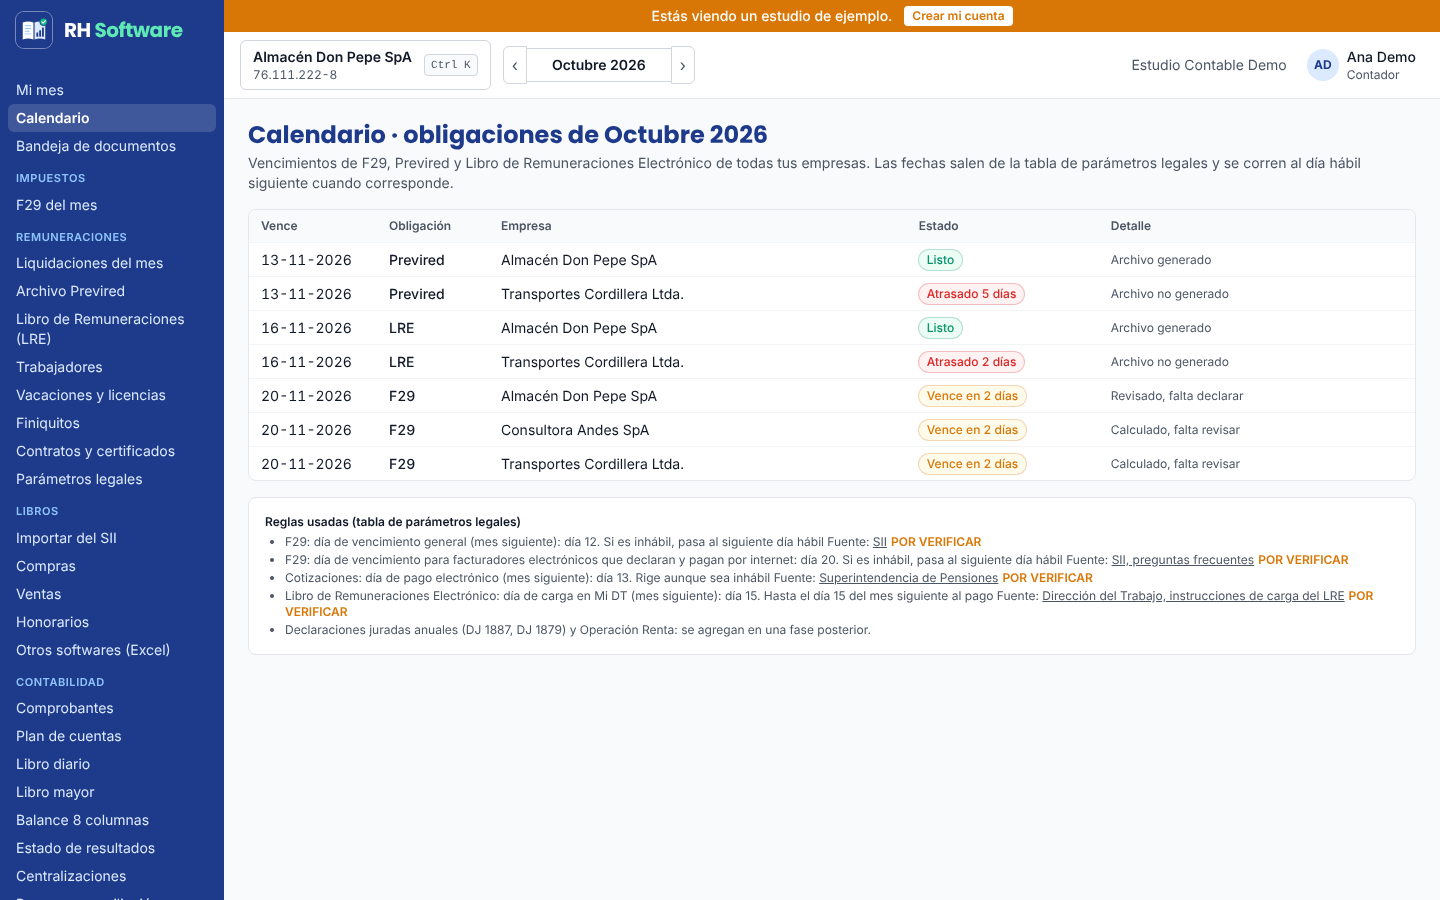 Estás viendo un estudio de ejemplo. Crear mi cuenta
RH Software
Almacén Don Pepe SpA
76.111.222-8
Ctrl K
‹ Octubre 2026 ›
Estudio Contable Demo
AD
Ana Demo
Contador
Mi mes
Calendario
Bandeja de documentos
IMPUESTOS
F29 del mes
REMUNERACIONES
Liquidaciones del mes
Archivo Previred
Libro de Remuneraciones
(LRE)
Trabajadores
Vacaciones y licencias
Finiquitos
Contratos y certificados
Parámetros legales
LIBROS
Importar del SII
Compras
Ventas
Honorarios
Otros softwares (Excel)
CONTABILIDAD
Comprobantes
Plan de cuentas
Libro diario
Libro mayor
Balance 8 columnas
Estado de resultados
Centralizaciones
Calendario · obligaciones de Octubre 2026
Vencimientos de F29, Previred y Libro de Remuneraciones Electrónico de todas tus empresas. Las fechas salen de la tabla de parámetros legales y se corren al día hábil
siguiente cuando corresponde.
Vence Obligación Empresa Estado Detalle
13-11-2026 Previred Almacén Don Pepe SpA Listo Archivo generado
13-11-2026 Previred Transportes Cordillera Ltda. Atrasado 5 días Archivo no generado
16-11-2026 LRE Almacén Don Pepe SpA Listo Archivo generado
16-11-2026 LRE Transportes Cordillera Ltda. Atrasado 2 días Archivo no generado
20-11-2026 F29 Almacén Don Pepe SpA Vence en 2 días Revisado, falta declarar
20-11-2026 F29 Consultora Andes SpA Vence en 2 días Calculado, falta revisar
20-11-2026 F29 Transportes Cordillera Ltda. Vence en 2 días Calculado, falta revisar
Reglas usadas (tabla de parámetros legales)
• F29: día de vencimiento general (mes siguiente): día 12. Si es inhábil, pasa al siguiente día hábil Fuente: SII POR VERIFICAR
• F29: día de vencimiento para facturadores electrónicos que declaran y pagan por internet: día 20. Si es inhábil, pasa al siguiente día hábil Fuente: SII, preguntas frecuentes POR VERIFICAR
• Cotizaciones: día de pago electrónico (mes siguiente): día 13. Rige aunque sea inhábil Fuente: Superintendencia de Pensiones POR VERIFICAR
• Libro de Remuneraciones Electrónico: día de carga en Mi DT (mes siguiente): día 15. Hasta el día 15 del mes siguiente al pago Fuente: Dirección del Trabajo, instrucciones de carga del LRE POR
VERIFICAR
• Declaraciones juradas anuales (DJ 1887, DJ 1879) y Operación Renta: se agregan en una fase posterior.